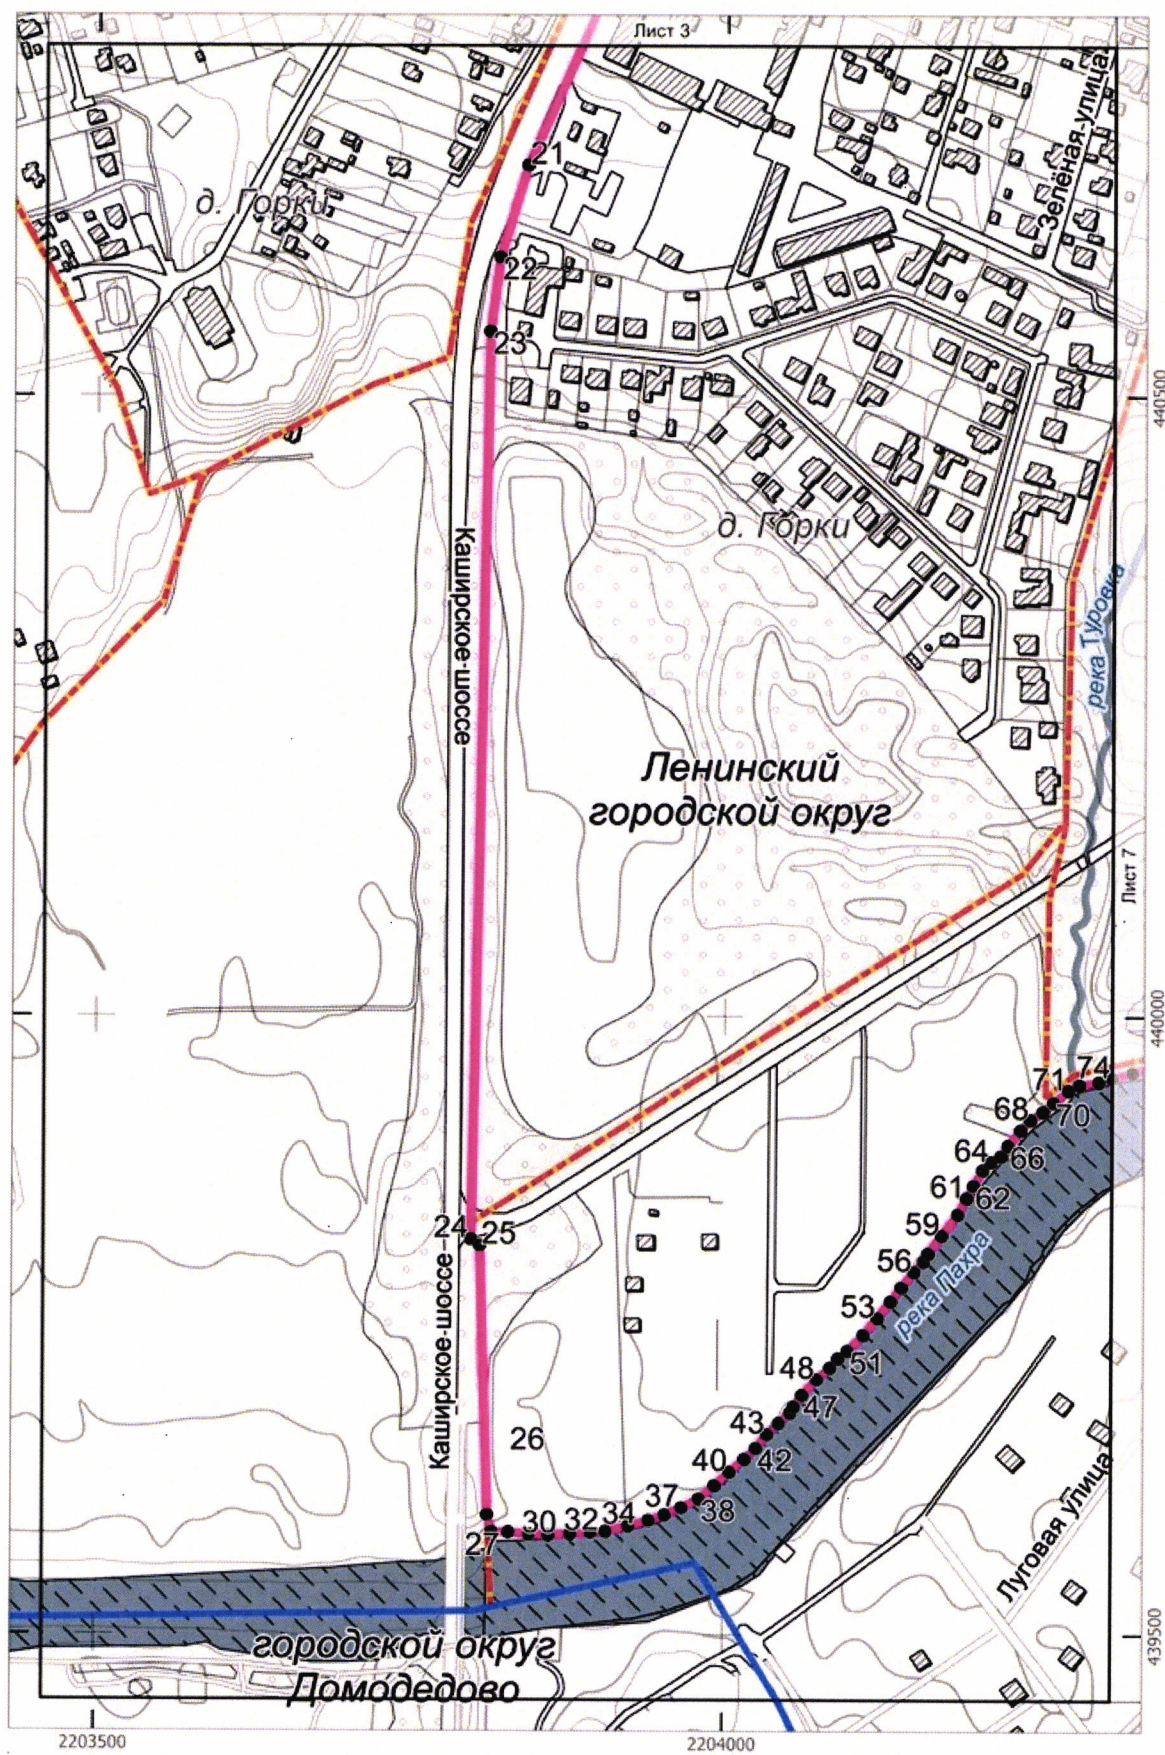 Лист 3
Зелёная улица
21
д. Горки
22
23
440500
д. Горки
Каширское шоссе
река Туровка
Ленинский
городской округ
Лист 7
440000
74
71
70
68
66
64
62
61
59
24
25
56
река Пахра
53
51
Каширское шоссе
48
47
26
43
42
40
38
37
34
32
30
27
Луговая улица
городской округ
Домодедово
439500
2203500
2204000